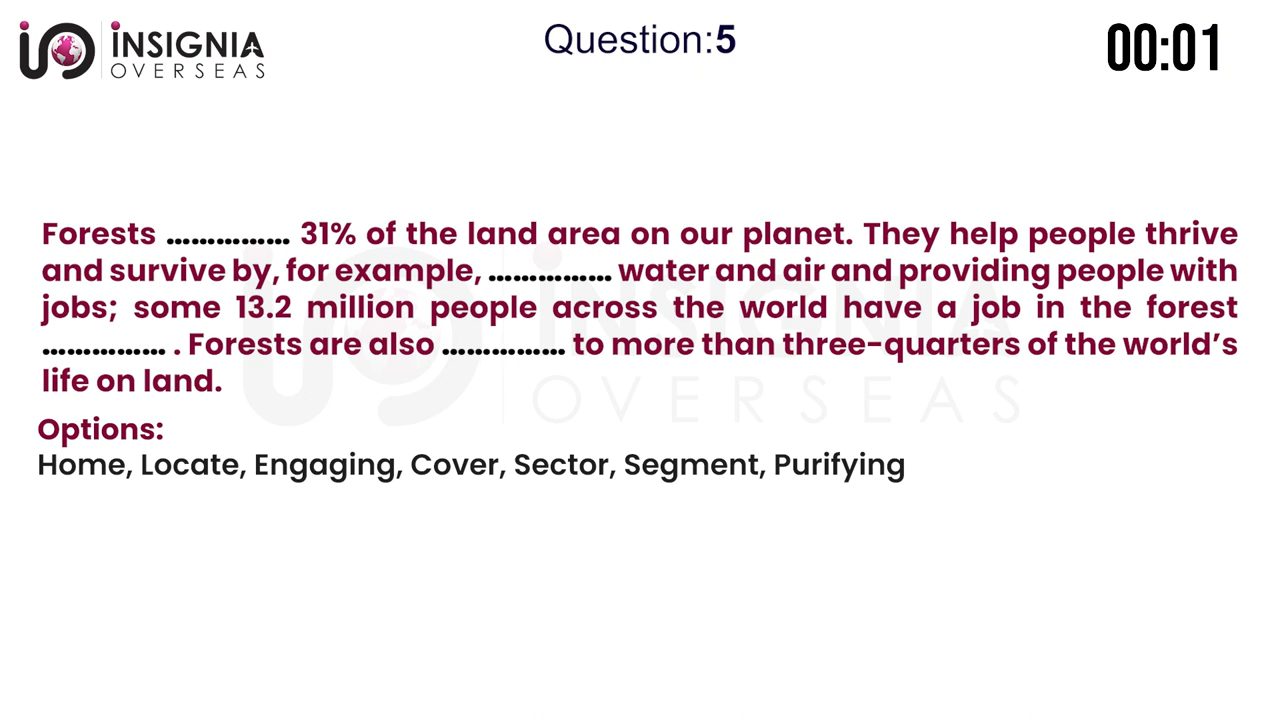 iO INSIGNIA
OVERSEAS
Question:5
00:01
Forests ............... 31% of the land area on our planet. They help people thrive
and survive by, for example, ............... water and air and providing people with
jobs; some 13.2 million people across the world have a job in the forest
............... . Forests are also ............... to more than three-quarters of the world's
life on land.
INSIGNIA
OVERSEAS
Options:
Home, Locate, Engaging, Cover, Sector, Segment, Purifying